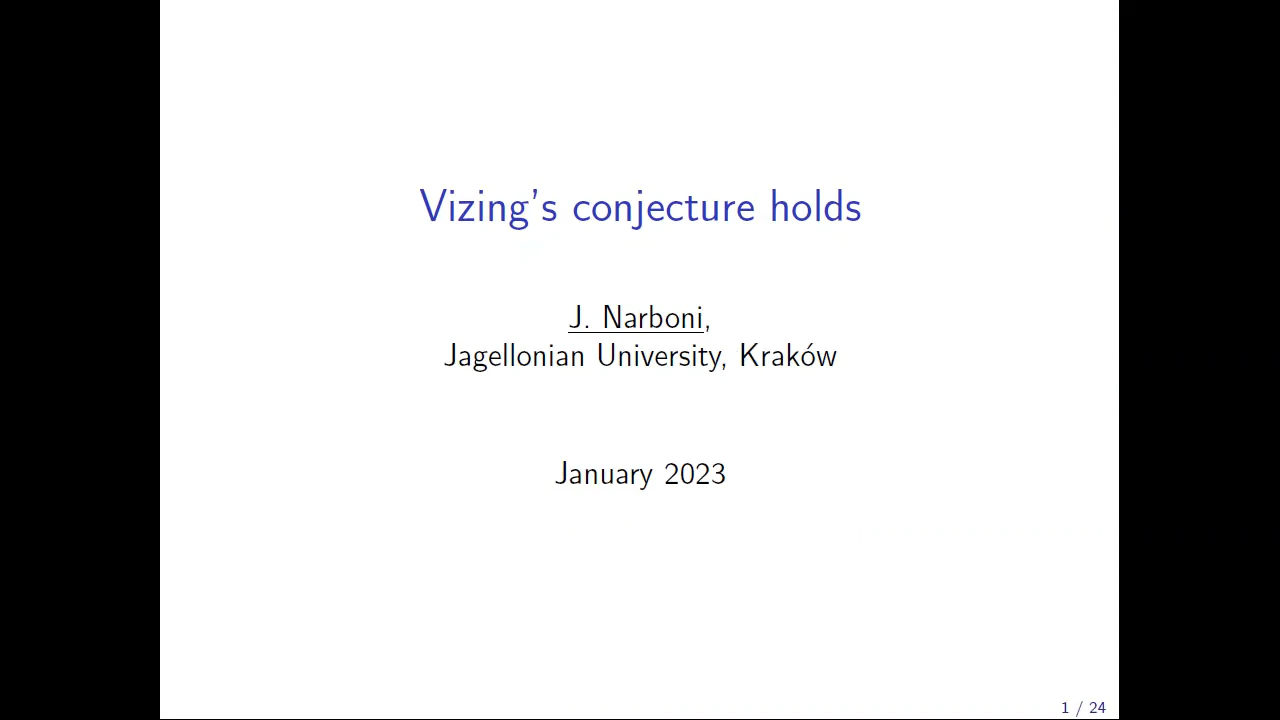 Vizing's conjecture holds
J. Narboni,
Jagellonian University, Kraków
January 2023
1 / 24